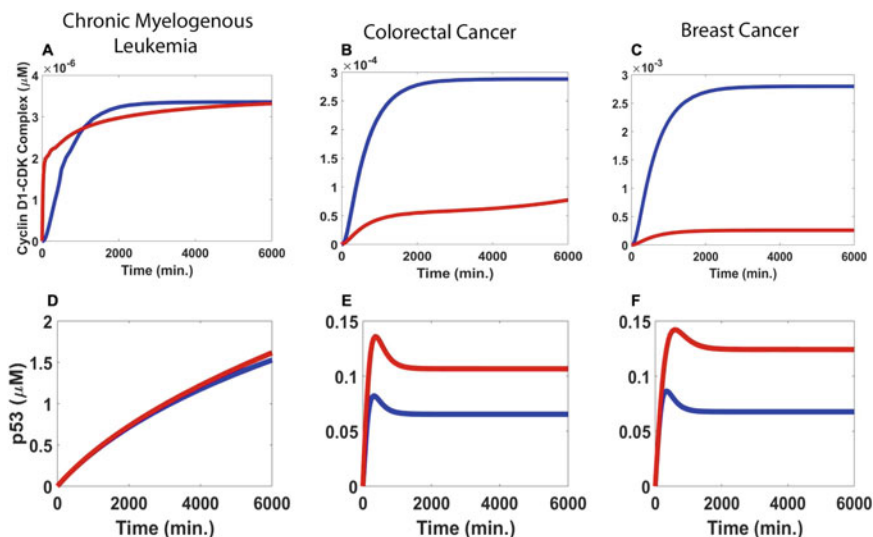 Chronic Myelogenous
Leukemia
Colorectal Cancer
Breast Cancer
A
B
C
×10⁻⁶
×10⁻⁴
×10⁻³
Cyclin D1-CDK Complex (μM)
4
3
2
1
0
3
2.5
2
1.5
1
0.5
0
3
2.5
2
1.5
1
0.5
0
0 2000 4000 6000
0 2000 4000 6000
0 2000 4000 6000
Time (min.)
Time (min.)
Time (min.)
D
E
F
p53 (μM)
2
1.5
1
0.5
0
0.15
0.1
0.05
0
0.15
0.1
0.05
0
0 2000 4000 6000
0 2000 4000 6000
0 2000 4000 6000
Time (min.)
Time (min.)
Time (min.)